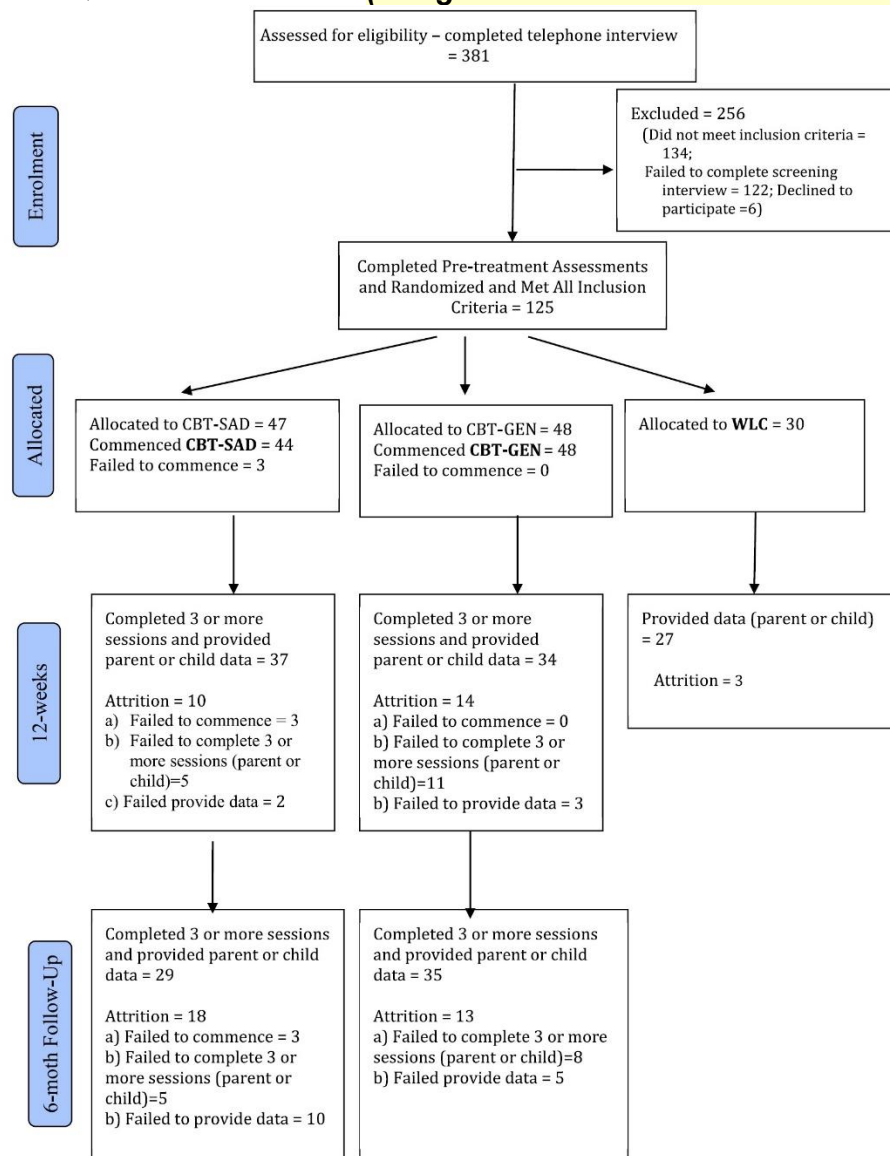 Assessed for eligibility – completed telephone interview
= 381
Enrolment
Excluded = 256
(Did not meet inclusion criteria =
134;
Failed to complete screening
interview = 122; Declined to
participate =6)
Completed Pre-treatment Assessments
and Randomized and Met All Inclusion
Criteria = 125
Allocated
Allocated to CBT-SAD = 47
Commenced CBT-SAD = 44
Failed to commence = 3
Allocated to CBT-GEN = 48
Commenced CBT-GEN = 48
Failed to commence = 0
Allocated to WLC = 30
12-weeks
Completed 3 or more
sessions and provided
parent or child data = 37
Attrition = 10
a) Failed to commence = 3
b) Failed to complete 3 or
more sessions (parent or
child)=5
c) Failed provide data = 2
Completed 3 or more
sessions and provided
parent or child data = 34
Attrition = 14
a) Failed to commence = 0
b) Failed to complete 3 or
more sessions (parent or
child)=11
b) Failed to provide data = 3
Provided data (parent or child)
= 27
Attrition = 3
6-moth Follow-Up
Completed 3 or more sessions
and provided parent or child
data = 29
Attrition = 18
a) Failed to commence = 3
b) Failed to complete 3 or
more sessions (parent or
child)=5
b) Failed to provide data = 10
Completed 3 or more sessions
and provided parent or child
data = 35
Attrition = 13
a) Failed to complete 3 or more
sessions (parent or child)=8
b) Failed provide data = 5